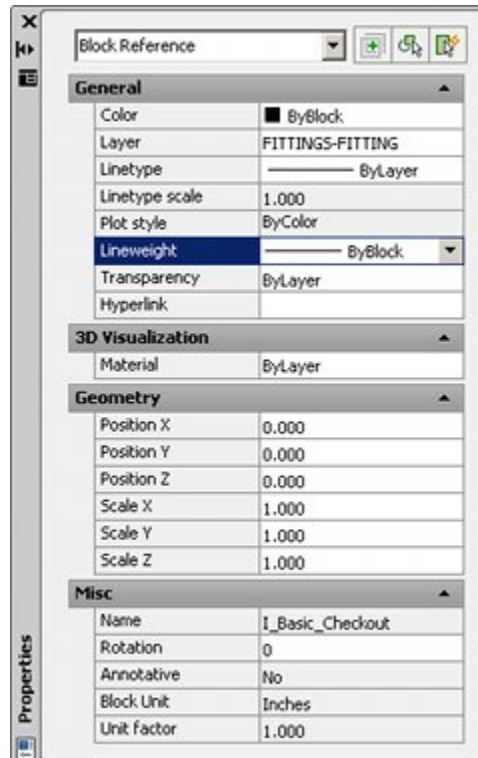 Block Reference
General
Color ByBlock
Layer FITTINGS-FITTING
Linetype ByLayer
Linetype scale 1.000
Plot style ByColor
Lineweight ByBlock
Transparency ByLayer
Hyperlink
3D Visualization
Material ByLayer
Geometry
Position X 0.000
Position Y 0.000
Position Z 0.000
Scale X 1.000
Scale Y 1.000
Scale Z 1.000
Misc
Name I_Basic_Checkout
Rotation 0
Annotative No
Block Unit Inches
Unit factor 1.000
Properties